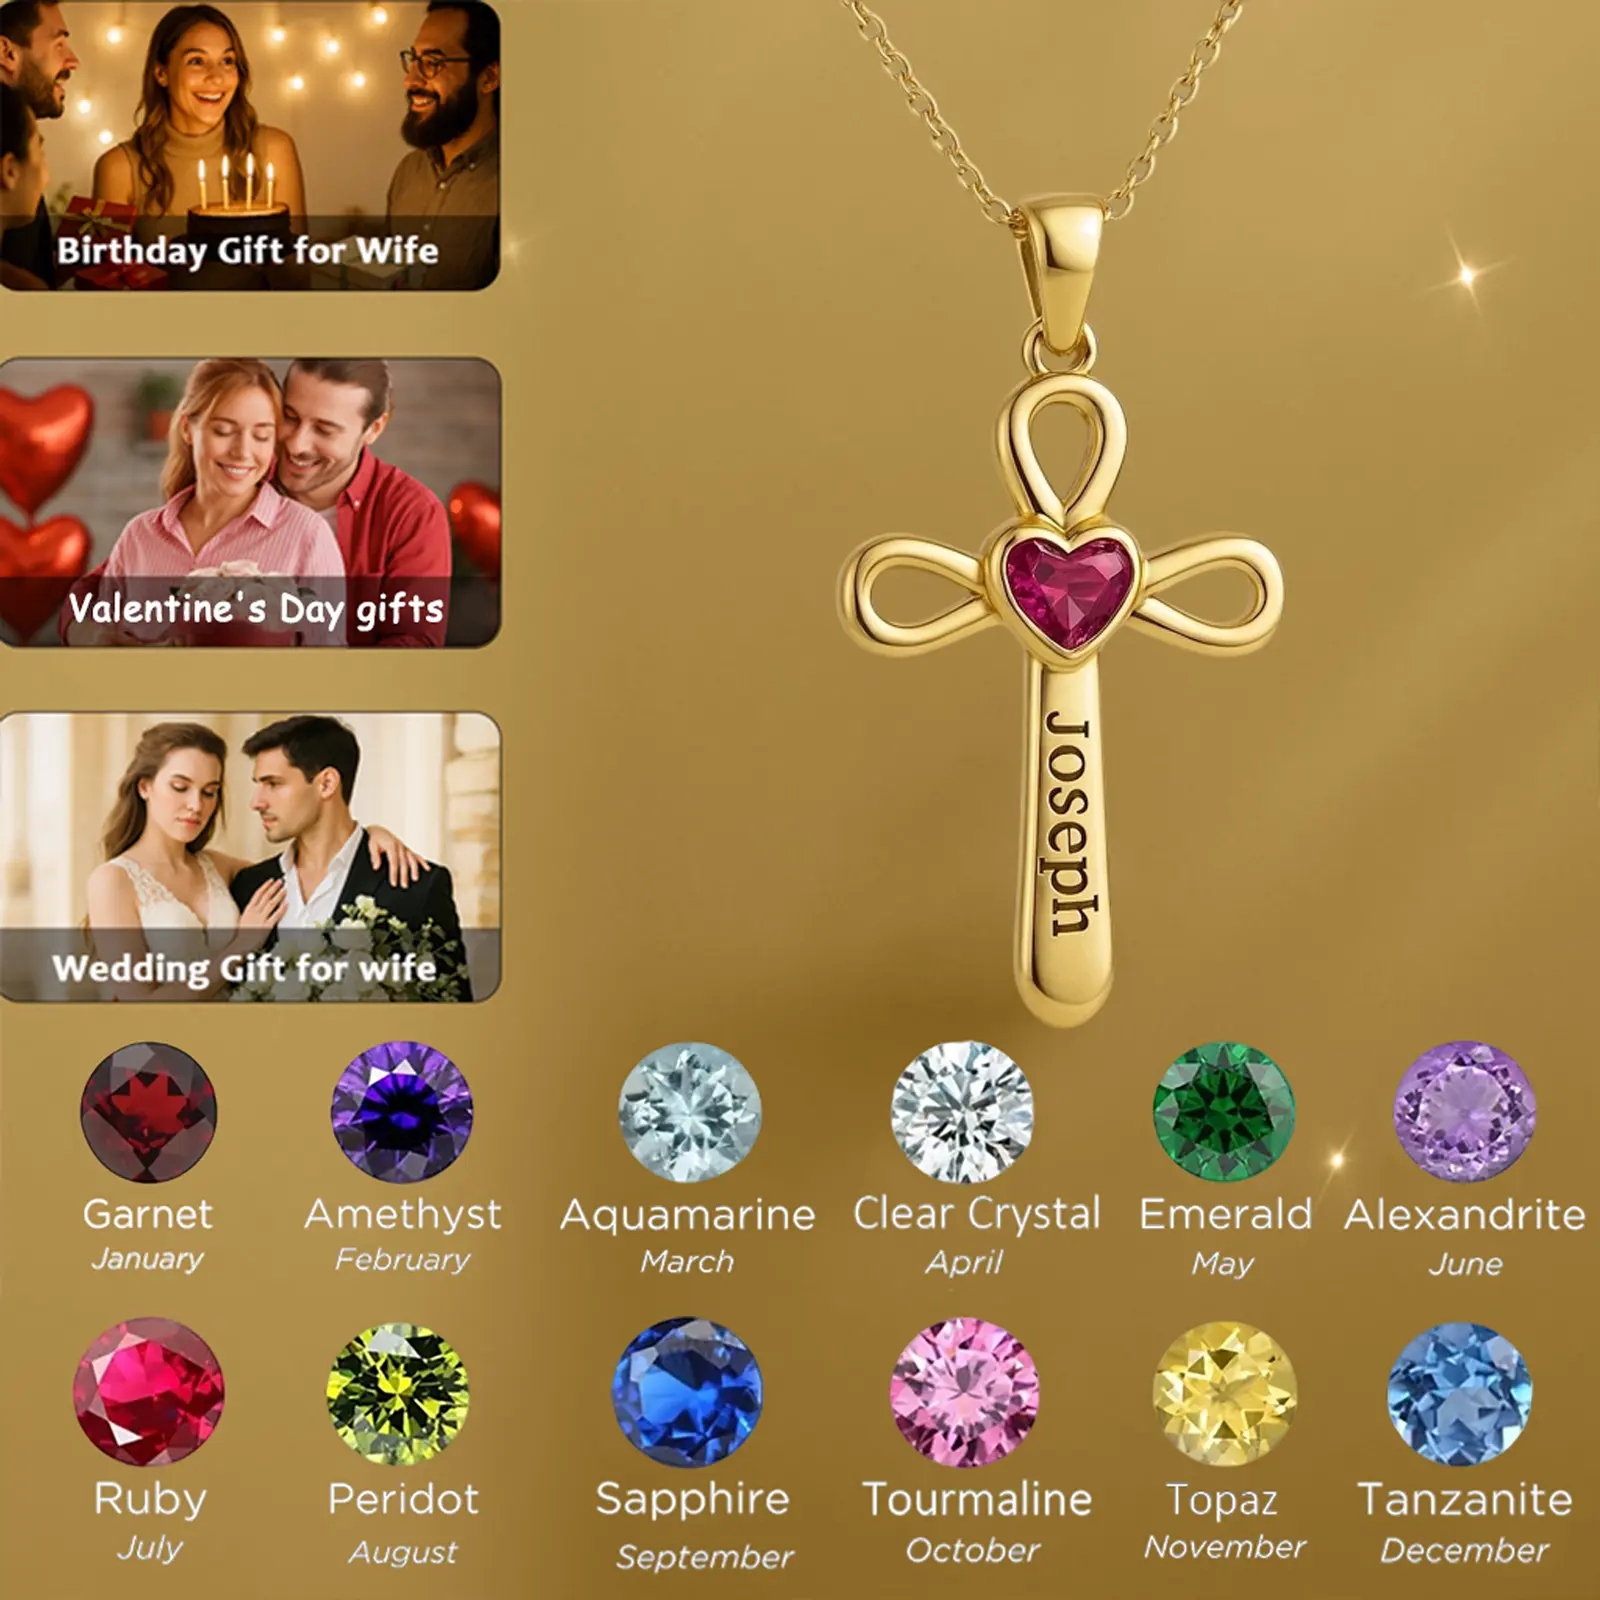 Birthday Gift for Wife
Valentine's Day gifts
Wedding Gift for wife
Joseph
Garnet
January
Amethyst
February
Aquamarine
March
Clear Crystal
April
Emerald
May
Alexandrite
June
Ruby
July
Peridot
August
Sapphire
September
Tourmaline
October
Topaz
November
Tanzanite
December